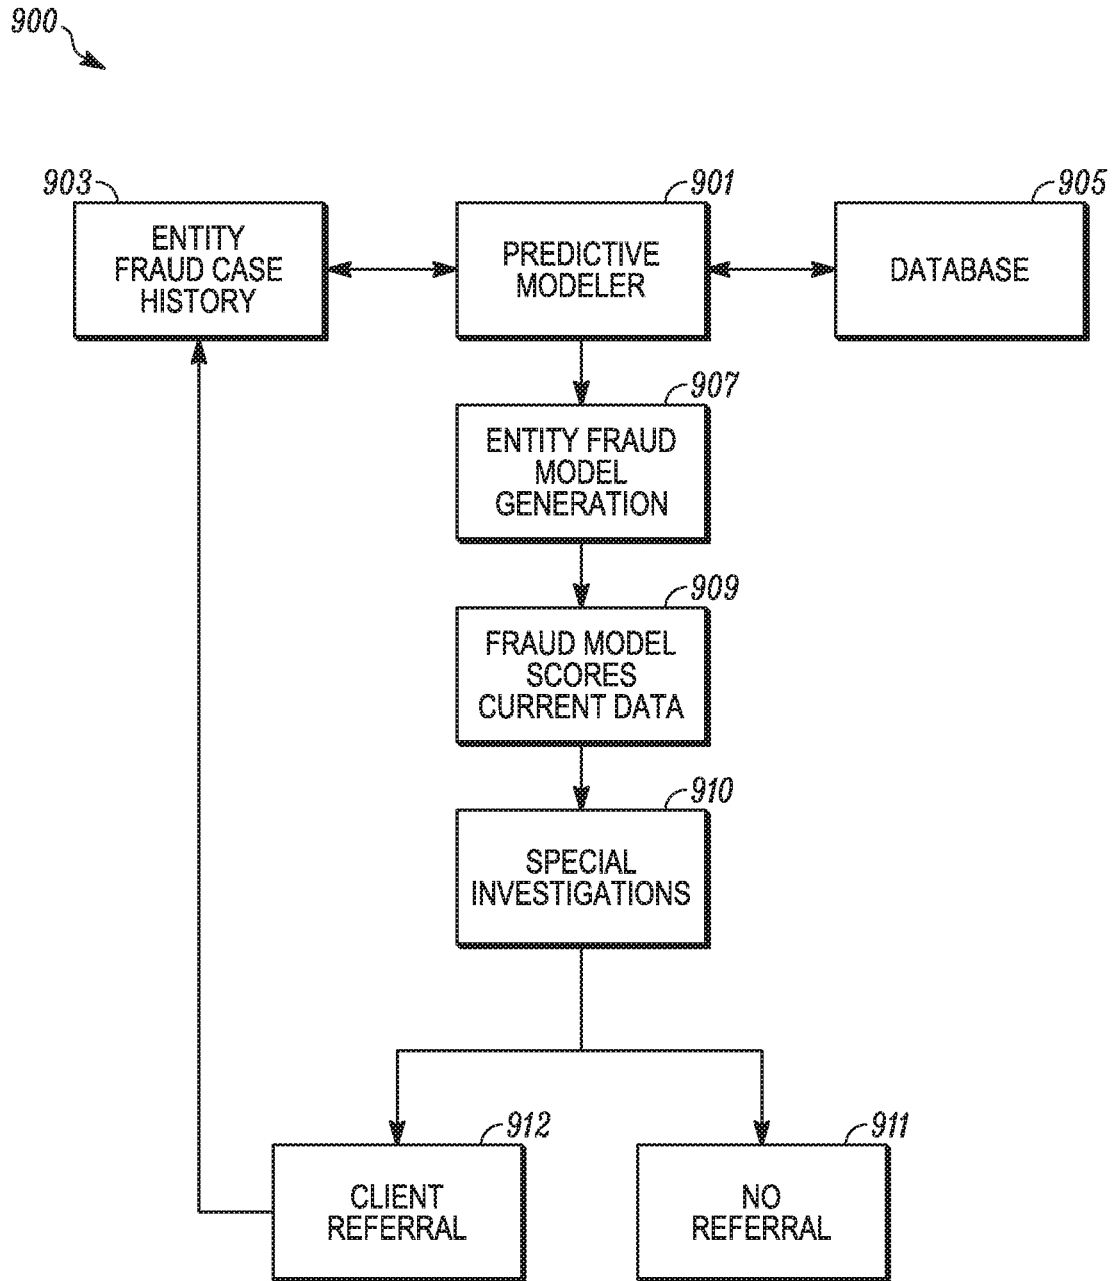 900
903
901
905
ENTITY
FRAUD CASE
HISTORY
PREDICTIVE
MODELER
DATABASE
907
ENTITY FRAUD
MODEL
GENERATION
909
FRAUD MODEL
SCORES
CURRENT DATA
910
SPECIAL
INVESTIGATIONS
912
911
CLIENT
REFERRAL
NO
REFERRAL